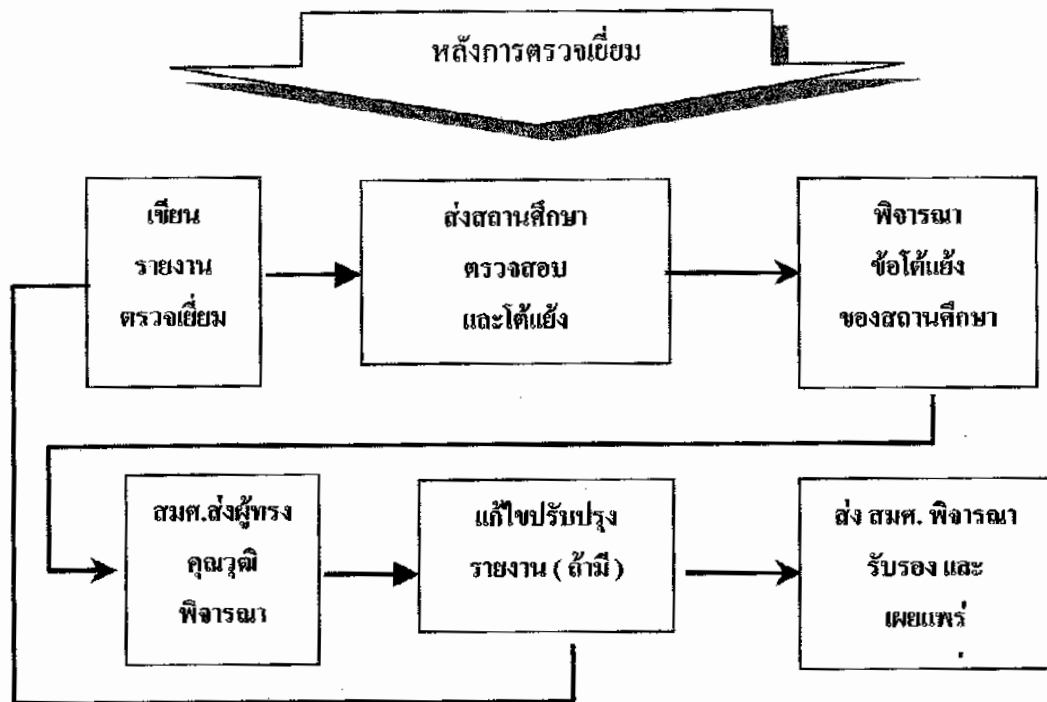 หลังการตรวจเยี่ยม
เขียน
รายงาน
ตรวจเยี่ยม
ส่งสถานศึกษา
ตรวจสอบ
และโต้แย้ง
พิจารณา
ข้อโต้แย้ง
ของสถานศึกษา
สมศ.ส่งผู้ทรง
คุณวุฒิ
พิจารณา
แก้ไขปรับปรุง
รายงาน ( ถ้ามี )
ส่ง สมศ. พิจารณา
รับรอง และ
เผยแพร่